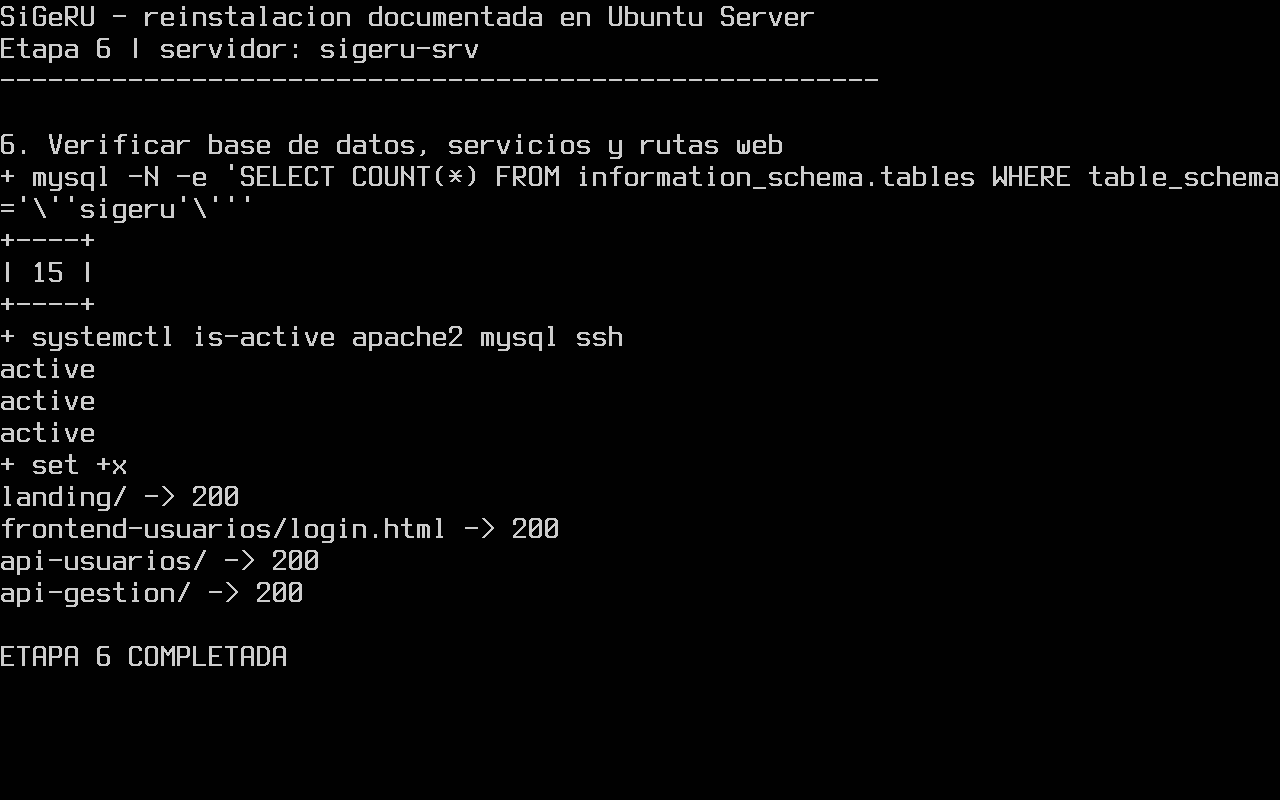 SiGeRU - reinstalacion documentada en Ubuntu Server
Etapa 6 | servidor: sigeru-srv
-------------------------------------------------------
6. Verificar base de datos, servicios y rutas web
+ mysql -N -e 'SELECT COUNT(*) FROM information_schema.tables WHERE table_schema
='\''sigeru'\'''
+----+
| 15 |
+----+
+ systemctl is-active apache2 mysql ssh
active
active
active
+ set +x
landing/ -> 200
frontend-usuarios/login.html -> 200
api-usuarios/ -> 200
api-gestion/ -> 200
ETAPA 6 COMPLETADA